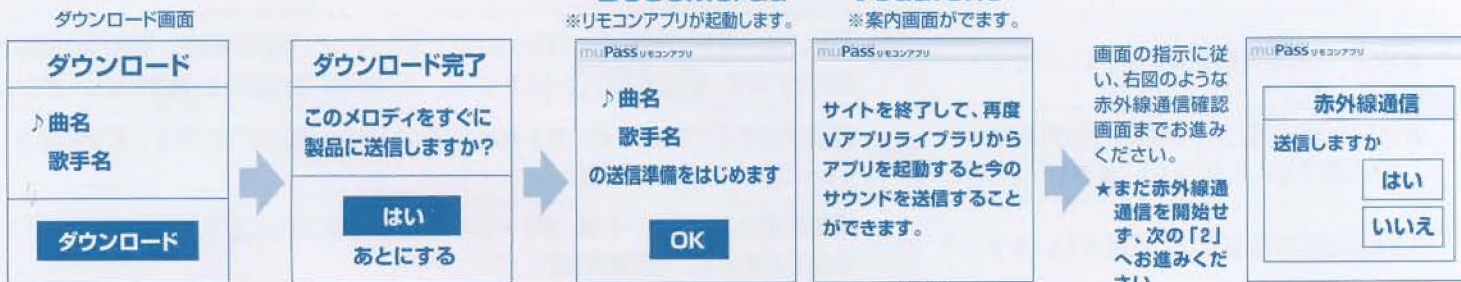 ダウンロード画面
ダウンロード
♪曲名
歌手名
ダウンロード
ダウンロード完了
このメロディをすぐに
製品に送信しますか?
はい
あとにする
※リモコンアプリが起動します。
muPass リモコンアプリ
♪曲名
歌手名
の送信準備をはじめます
OK
※案内画面がでます。
muPass リモコンアプリ
サイトを終了して、再度
Vアプリライブラリから
アプリを起動すると今の
サウンドを送信すること
ができます。
画面の指示に従
い、右図のような
赤外線通信確認
画面までお進み
ください。
★まだ赤外線通
通信を開始せ
ず、次の「2」
へお進みくだ
muPass リモコンアプリ
赤外線通信
送信しますか
はい
いいえ